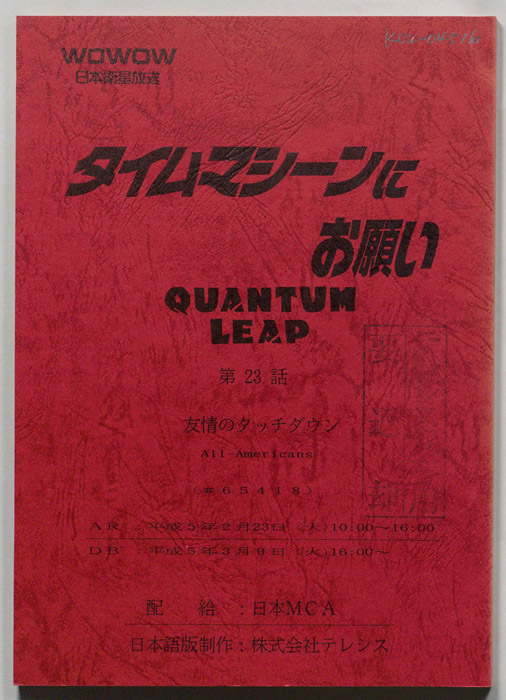 WOWOW
日本衛星放送
タイムマシーンに
お願い
QUANTUM
LEAP
第 23 話
友情のタッチダウン
All Americans
(#65418)
AR :平成5年2月23日 (火)10:00~16:00
DB :平成5年3月9日 (火)16:00~
配 給 :日本MCA
日本語版制作:株式会社テレシス